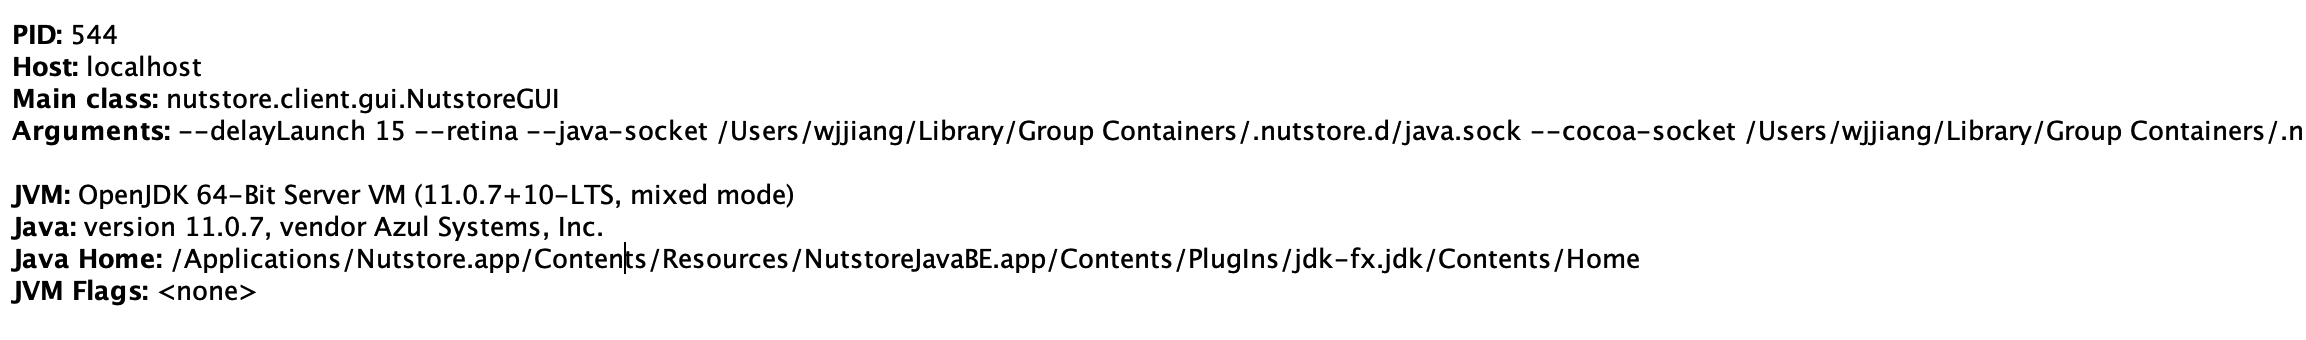 PID: 544
Host: localhost
Main class: nutstore.client.gui.NutstoreGUI
Arguments: --delayLaunch 15 --retina --java-socket /Users/wjjiang/Library/Group Containers/.nutstore.d/java.sock --cocoa-socket /Users/wjjiang/Library/Group Containers/.n
JVM: OpenJDK 64-Bit Server VM (11.0.7+10-LTS, mixed mode)
Java: version 11.0.7, vendor Azul Systems, Inc.
Java Home: /Applications/Nutstore.app/Contents/Resources/NutstoreJavaBE.app/Contents/PlugIns/jdk-fx.jdk/Contents/Home
JVM Flags: <none>